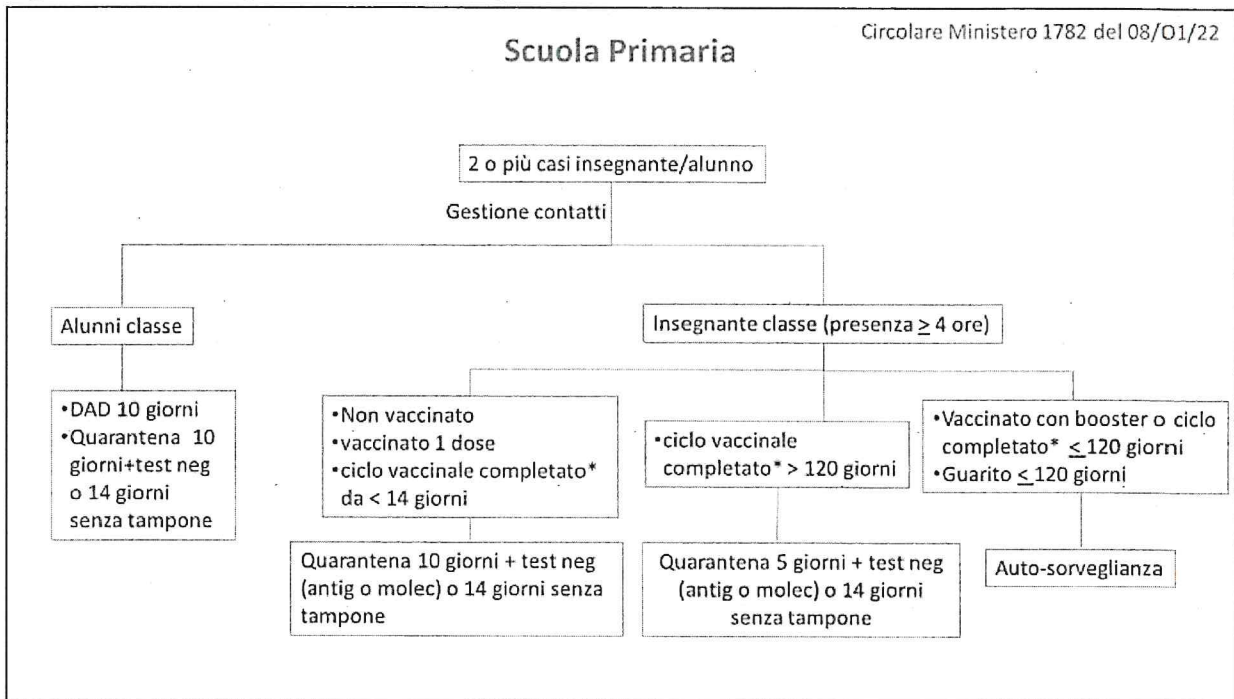 Circolare Ministero 1782 del 08/O1/22
Scuola Primaria
2 o più casi insegnante/alunno
Gestione contatti
Alunni classe
Insegnante classe (presenza ≥ 4 ore)
•DAD 10 giorni
•Quarantena 10
giorni+test neg
o 14 giorni
senza tampone
•Non vaccinato
•vaccinato 1 dose
•ciclo vaccinale completato*
da < 14 giorni
•ciclo vaccinale
completato* > 120 giorni
•Vaccinato con booster o ciclo
completato* ≤ 120 giorni
•Guarito ≤ 120 giorni
Quarantena 10 giorni + test neg
(antig o molec) o 14 giorni senza
tampone
Quarantena 5 giorni + test neg
(antig o molec) o 14 giorni
senza tampone
Auto-sorveglianza